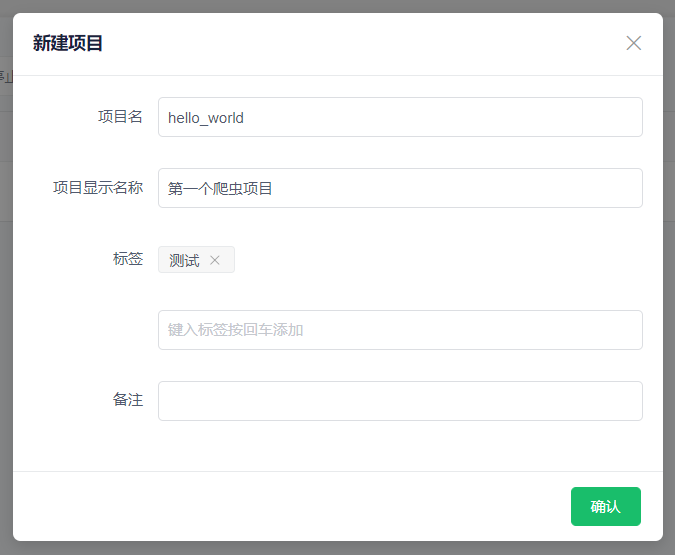 新建项目
项目名
hello_world
项目显示名称
第一个爬虫项目
标签
测试
键入标签按回车添加
备注
确认